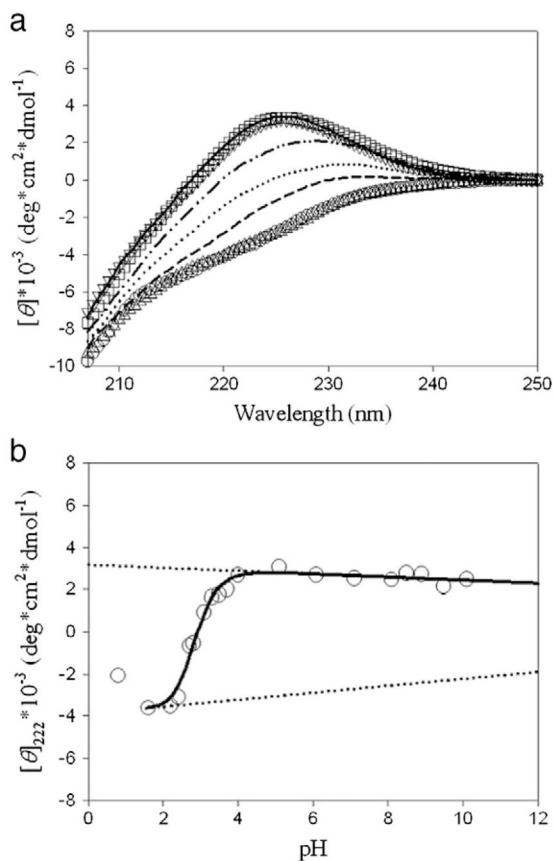 a
8
6
4
2
0
-2
-4
-6
-8
-10
[θ]*10⁻³ (deg*cm²*dmol⁻¹)
210 220 230 240 250
Wavelength (nm)
b
8
6
4
2
0
-2
-4
-6
-8
[θ]₂₂₂*10⁻³ (deg*cm²*dmol⁻¹)
0 2 4 6 8 10 12
pH